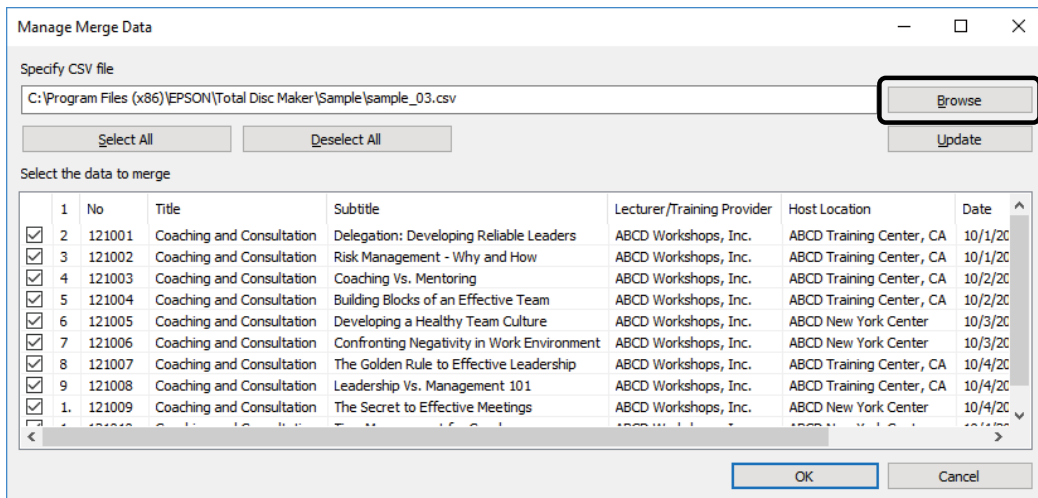 Manage Merge Data
Specify CSV file
C:\Program Files (x86)\EPSON\Total Disc Maker\Sample\sample_03.csv Browse
Select All Deselect All Update
Select the data to merge
1 No Title Subtitle Lecturer/Training Provider Host Location Date
2 121001 Coaching and Consultation Delegation: Developing Reliable Leaders ABCD Workshops, Inc. ABCD Training Center, CA 10/1/20
3 121002 Coaching and Consultation Risk Management - Why and How ABCD Workshops, Inc. ABCD Training Center, CA 10/1/20
4 121003 Coaching and Consultation Coaching Vs. Mentoring ABCD Workshops, Inc. ABCD Training Center, CA 10/2/20
5 121004 Coaching and Consultation Building Blocks of an Effective Team ABCD Workshops, Inc. ABCD Training Center, CA 10/2/20
6 121005 Coaching and Consultation Developing a Healthy Team Culture ABCD Workshops, Inc. ABCD New York Center 10/3/20
7 121006 Coaching and Consultation Confronting Negativity in Work Environment ABCD Workshops, Inc. ABCD New York Center 10/3/20
8 121007 Coaching and Consultation The Golden Rule to Effective Leadership ABCD Workshops, Inc. ABCD Training Center, CA 10/4/20
9 121008 Coaching and Consultation Leadership Vs. Management 101 ABCD Workshops, Inc. ABCD Training Center, CA 10/4/20
1. 121009 Coaching and Consultation The Secret to Effective Meetings ABCD Workshops, Inc. ABCD New York Center 10/4/20
OK Cancel